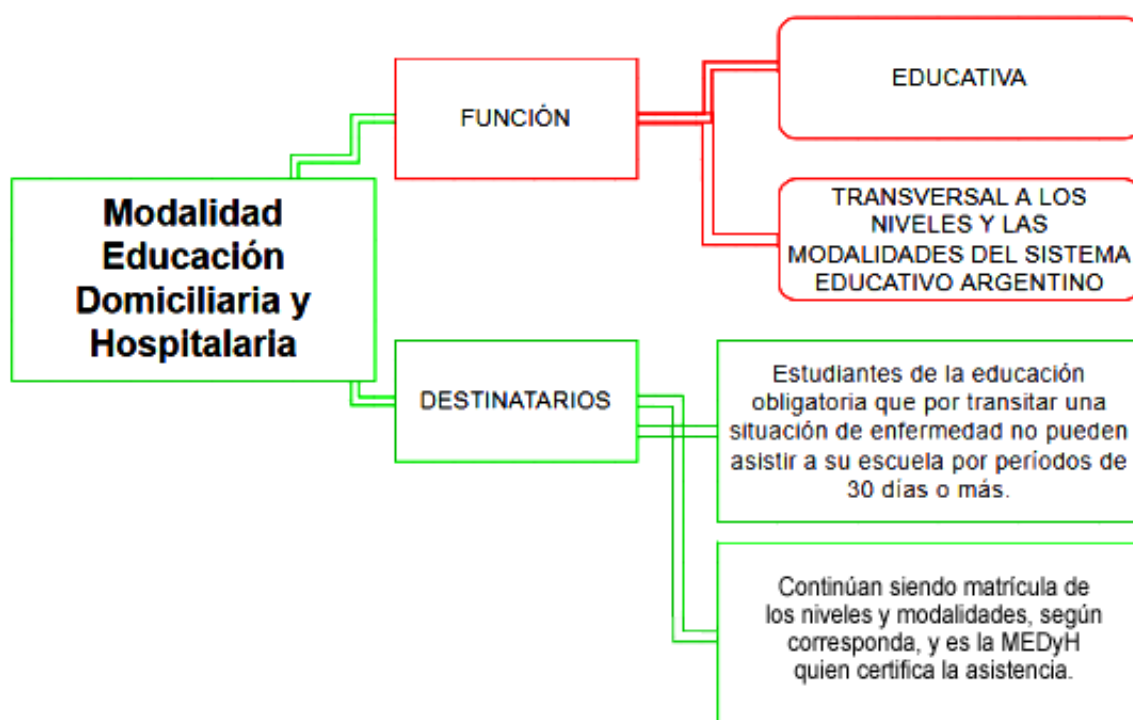 Modalidad
Educación
Domiciliaria y
Hospitalaria
FUNCIÓN
EDUCATIVA
TRANSVERSAL A LOS
NIVELES Y LAS
MODALIDADES DEL SISTEMA
EDUCATIVO ARGENTINO
DESTINATARIOS
Estudiantes de la educación
obligatoria que por transitar una
situación de enfermedad no pueden
asistir a su escuela por períodos de
30 días o más.
Continúan siendo matrícula de
los niveles y modalidades, según
corresponda, y es la MEDyH
quien certifica la asistencia.